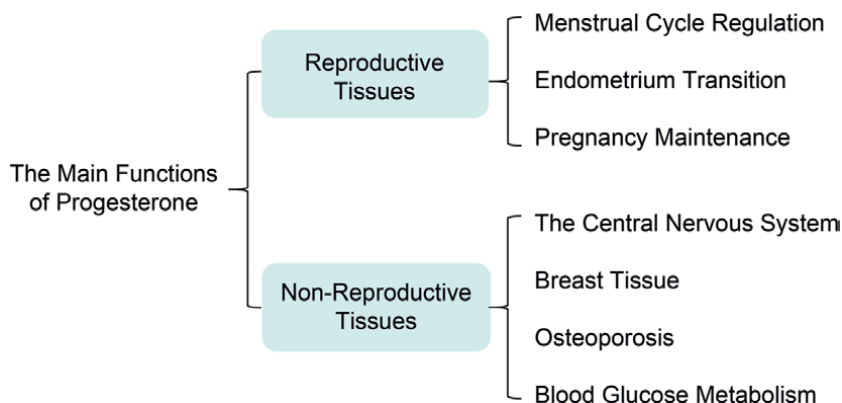 The Main Functions
of Progesterone
Reproductive
Tissues
Menstrual Cycle Regulation
Endometrium Transition
Pregnancy Maintenance
Non-Reproductive
Tissues
The Central Nervous System
Breast Tissue
Osteoporosis
Blood Glucose Metabolism